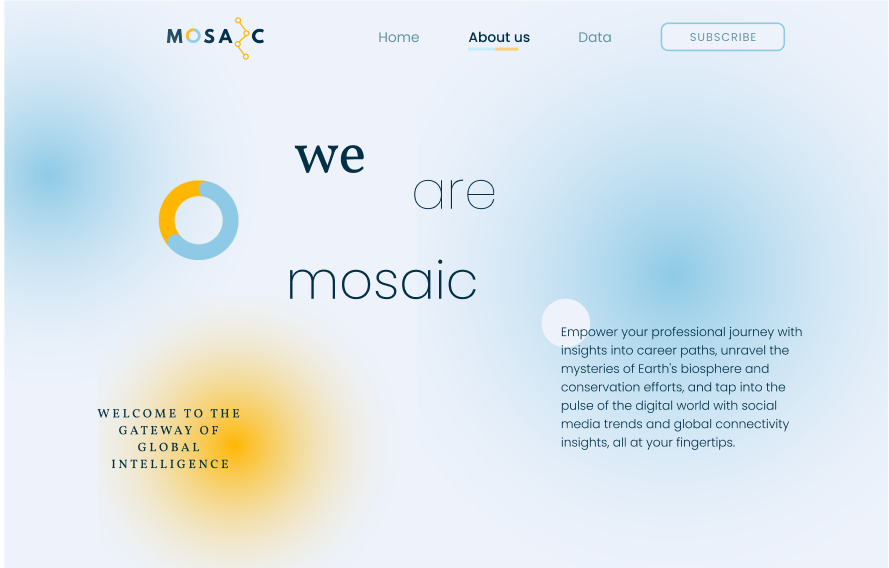 MOSAIC
Home
About us
Data
SUBSCRIBE
we
are
mosaic
Empower your professional journey with
insights into career paths, unravel the
mysteries of Earth's biosphere and
conservation efforts, and tap into the
pulse of the digital world with social
media trends and global connectivity
insights, all at your fingertips.
WELCOME TO THE
GATEWAY OF
GLOBAL
INTELLIGENCE